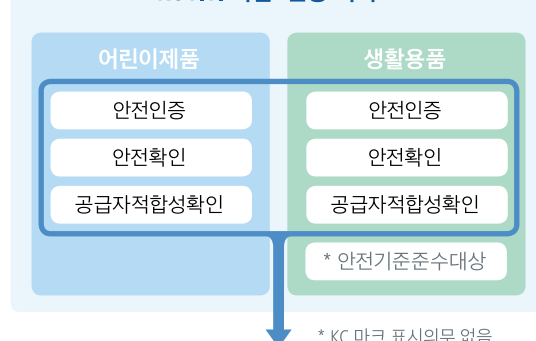 어린이제품
생활용품
안전인증
안전인증
안전확인
안전확인
공급자적합성확인
공급자적합성확인
* 안전기준준수대상
* KC 마크 표시의무 없음